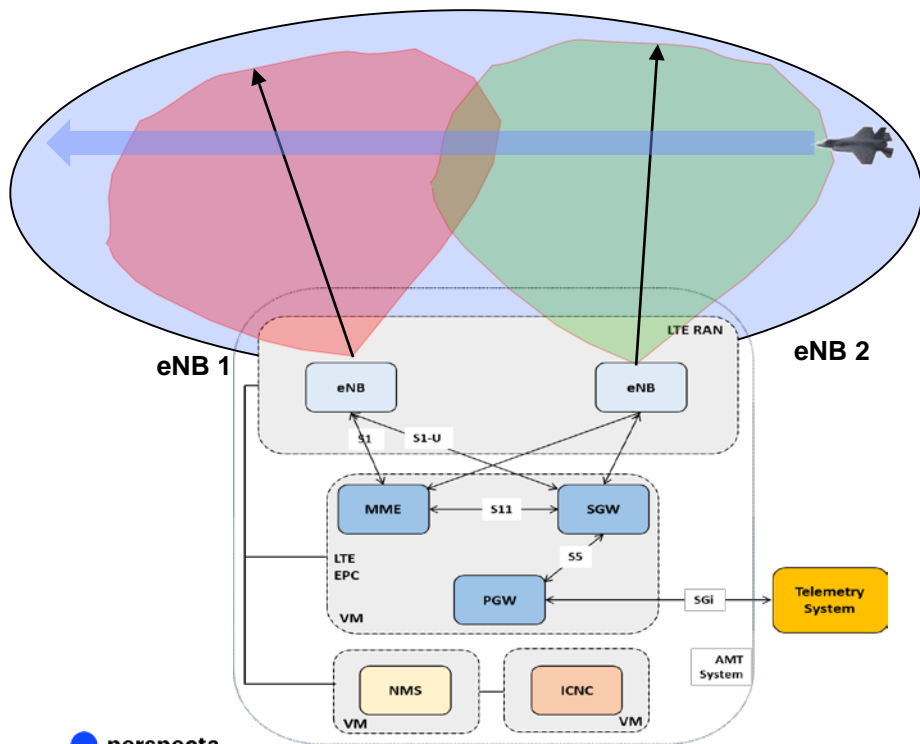 LTE RAN
eNB 1
eNB 2
eNB
eNB
S1
S1-U
MME
S11
SGW
LTE
EPC
S5
PGW
VM
SGi
Telemetry
System
AMT
System
NMS
VM
ICNC
VM
perspecta